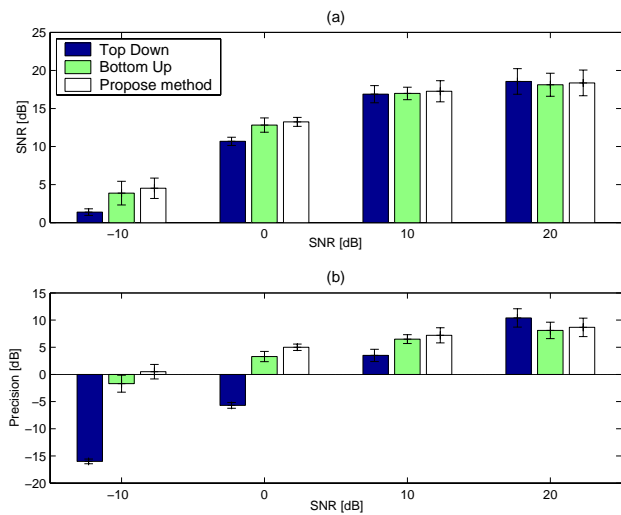 (a)
25
20
15
10
5
0
SNR [dB]
Top Down
Bottom Up
Propose method
−10
0
10
20
SNR [dB]
(b)
15
10
5
0
−5
−10
−15
−20
Precision [dB]
−10
0
10
20
SNR [dB]